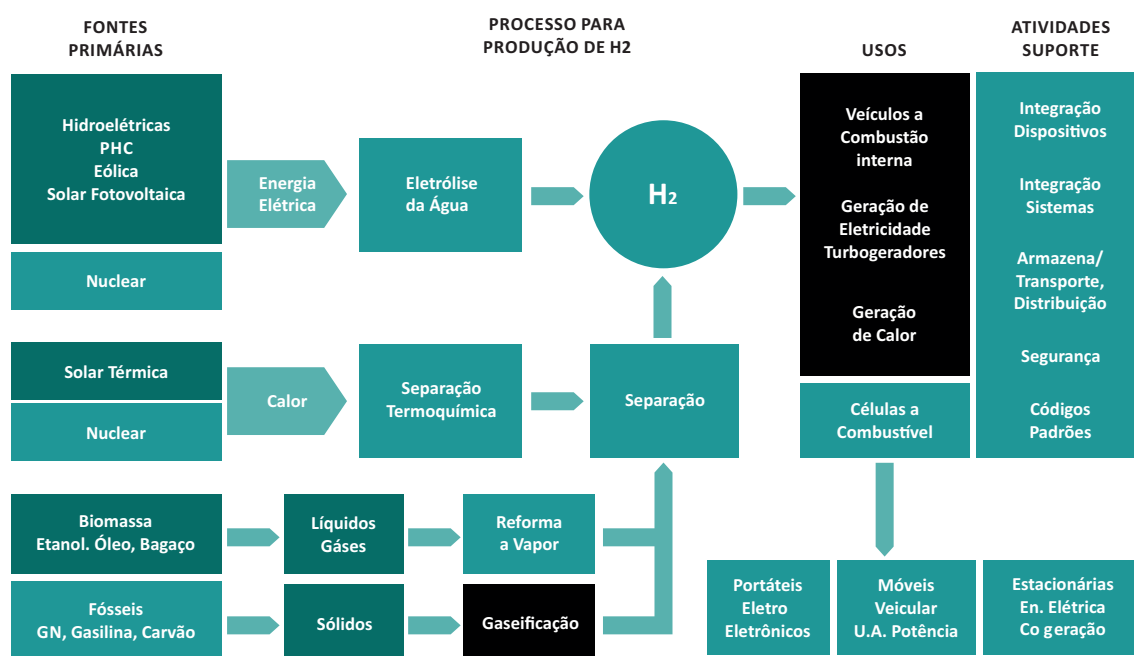 FONTES
PRIMÁRIAS
PROCESSO PARA
PRODUÇÃO DE H2
USOS
ATIVIDADES
SUPORTE
Hidroelétricas
PHC
Eólica
Solar Fotovoltaica
Nuclear
Energia
Elétrica
Eletrólise
da Água
H2
Veículos a
Combustão
interna
Geração de
Eletricidade
Turbogeradores
Geração
de Calor
Células a
Combustível
Integração
Dispositivos
Integração
Sistemas
Armazena/
Transporte,
Distribuição
Segurança
Códigos
Padrões
Solar Térmica
Nuclear
Calor
Separação
Termoquímica
Separação
Biomassa
Etanol. Óleo, Bagaço
Líquidos
Gáses
Reforma
a Vapor
Fósseis
GN, Gasilina, Carvão
Sólidos
Gaseificação
Portáteis
Eletro
Eletrônicos
Móveis
Veicular
U.A. Potência
Estacionárias
En. Elétrica
Co geração